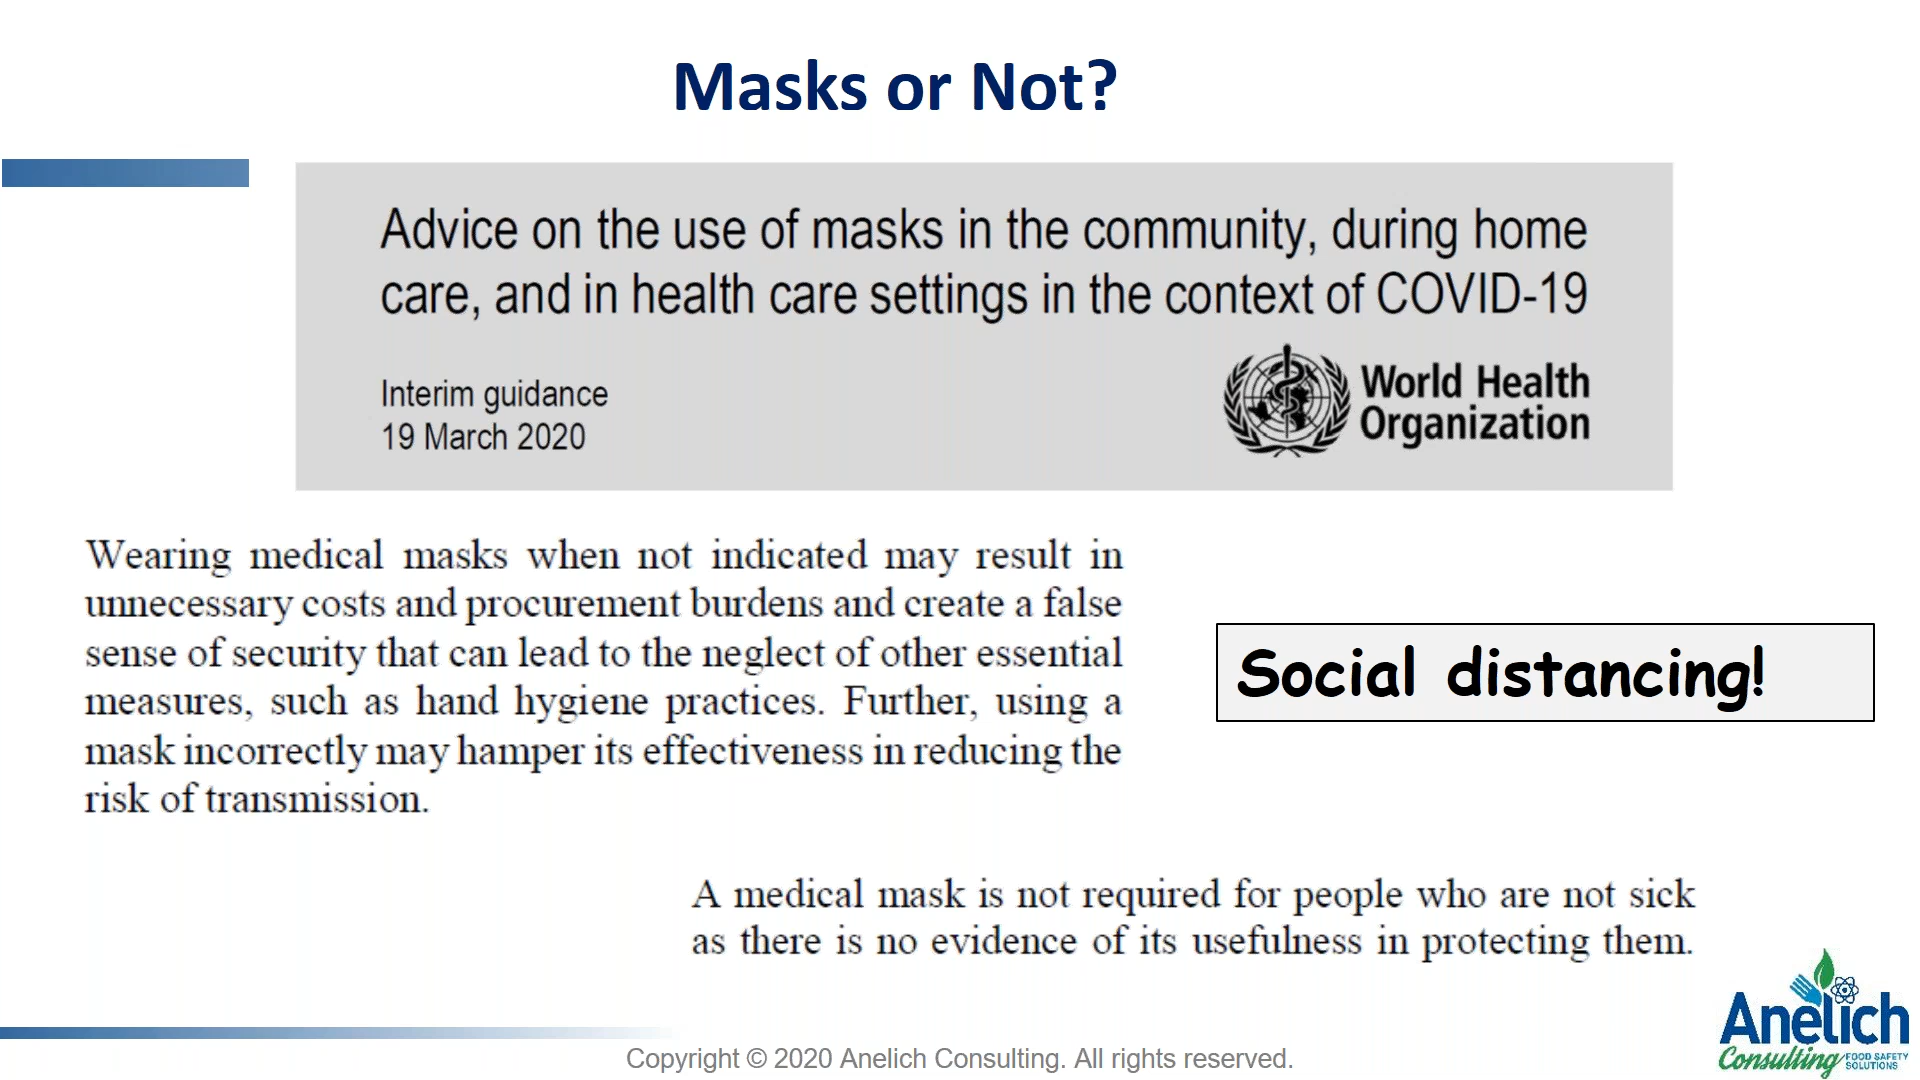 Masks or Not?
Advice on the use of masks in the community, during home
care, and in health care settings in the context of COVID-19
Interim guidance
19 March 2020
World Health
Organization
Wearing medical masks when not indicated may result in
unnecessary costs and procurement burdens and create a false
sense of security that can lead to the neglect of other essential
measures, such as hand hygiene practices. Further, using a
mask incorrectly may hamper its effectiveness in reducing the
risk of transmission.
Social distancing!
A medical mask is not required for people who are not sick
as there is no evidence of its usefulness in protecting them.
Anelich
Consulting FOOD SAFETY
SOLUTIONS
Copyright © 2020 Anelich Consulting. All rights reserved.